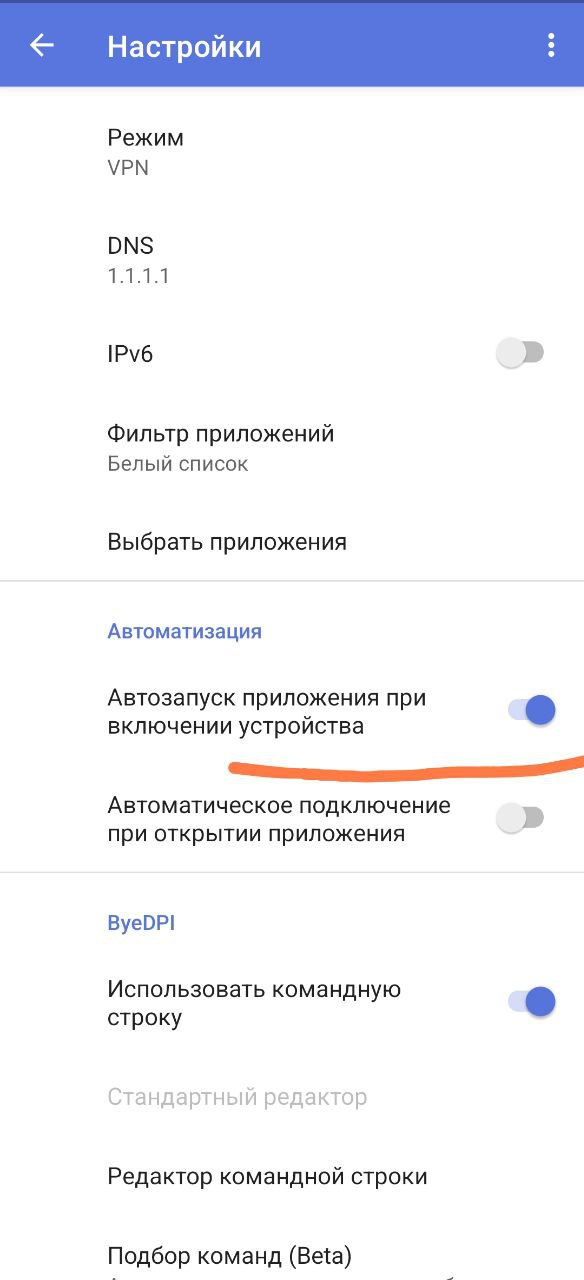 Настройки
Режим
VPN
DNS
1.1.1.1
IPv6
Фильтр приложений
Белый список
Выбрать приложения
Автоматизация
Автозапуск приложения при
включении устройства
Автоматическое подключение
при открытии приложения
ByeDPI
Использовать командную
строку
Стандартный редактор
Редактор командной строки
Подбор команд (Beta)